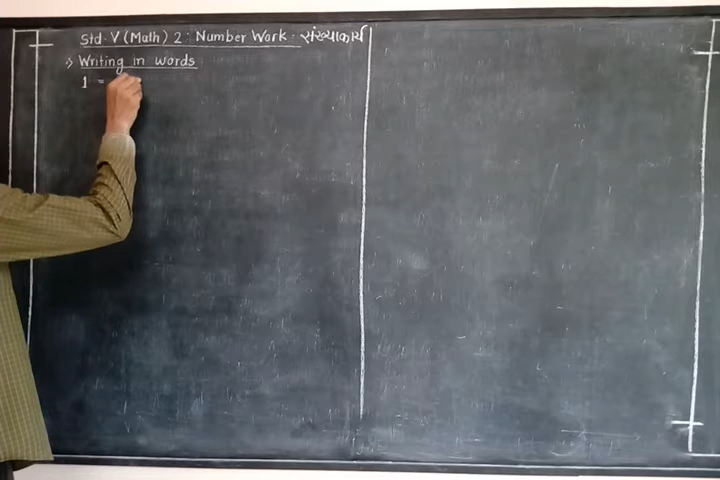 Std. V (Math) 2 : Number Work - संख्याकार्य
i) Writing in words
1 =